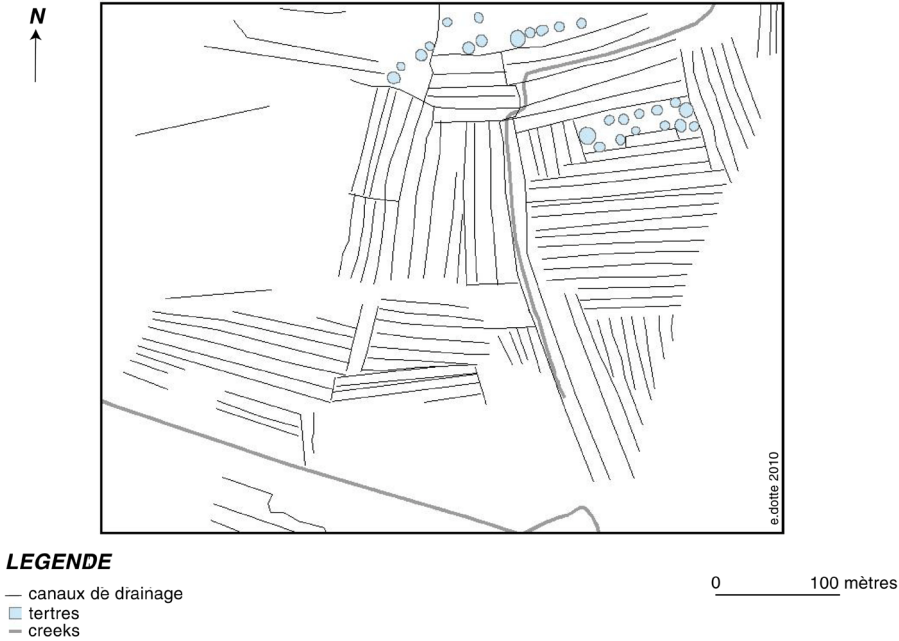 N
e.dotte 2010
LEGENDE
canaux de drainage
tertres
creeks
0 100 mètres